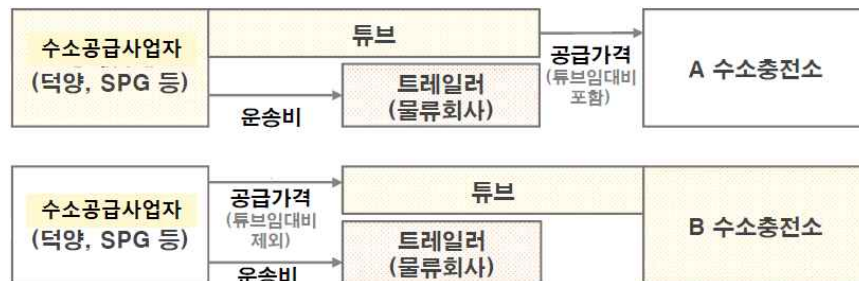 수소공급사업자
(덕양, SPG 등)
튜브
운송비
트레일러
(물류회사)
공급가격
(튜브임대비
포함)
A 수소충전소
수소공급사업자
(덕양, SPG 등)
공급가격
(튜브임대비
제외)
운송비
튜브
트레일러
(물류회사)
B 수소충전소